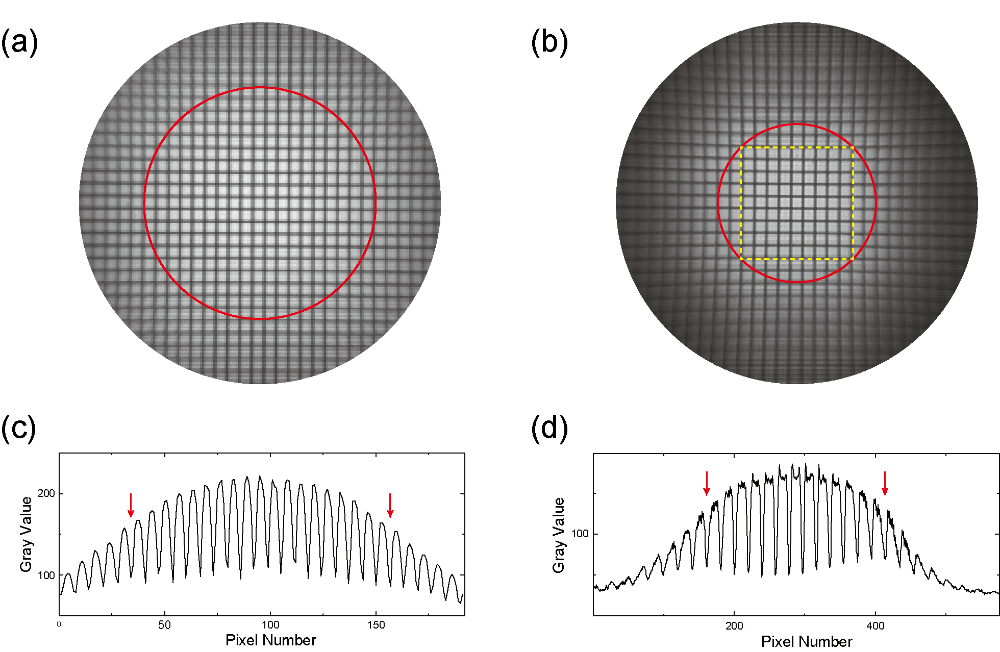 (a)
(b)
(c)
(d)
Gray Value
200
100
0
50
100
150
Pixel Number
Gray Value
100
200
400
Pixel Number